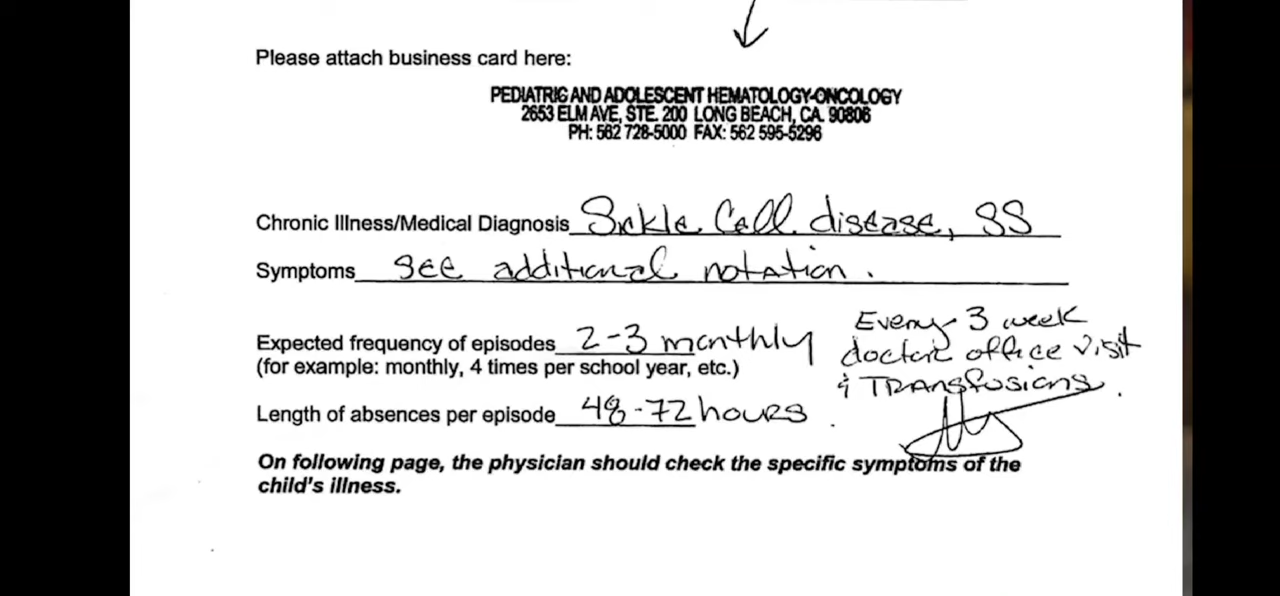 Please attach business card here:
PEDIATRIC AND ADOLESCENT HEMATOLOGY-ONCOLOGY
2653 ELM AVE, STE. 200 LONG BEACH, CA. 90806
PH: 562 728-5000 FAX: 562 595-5296
Chronic Illness/Medical Diagnosis Sickle Cell disease, SS
Symptoms see additional notation.
Expected frequency of episodes 2-3 monthly
(for example: monthly, 4 times per school year, etc.)
Every 3 week
doctor office visit
& TRANsfusions.
Length of absences per episode 48-72 hours.
On following page, the physician should check the specific symptoms of the
child's illness.